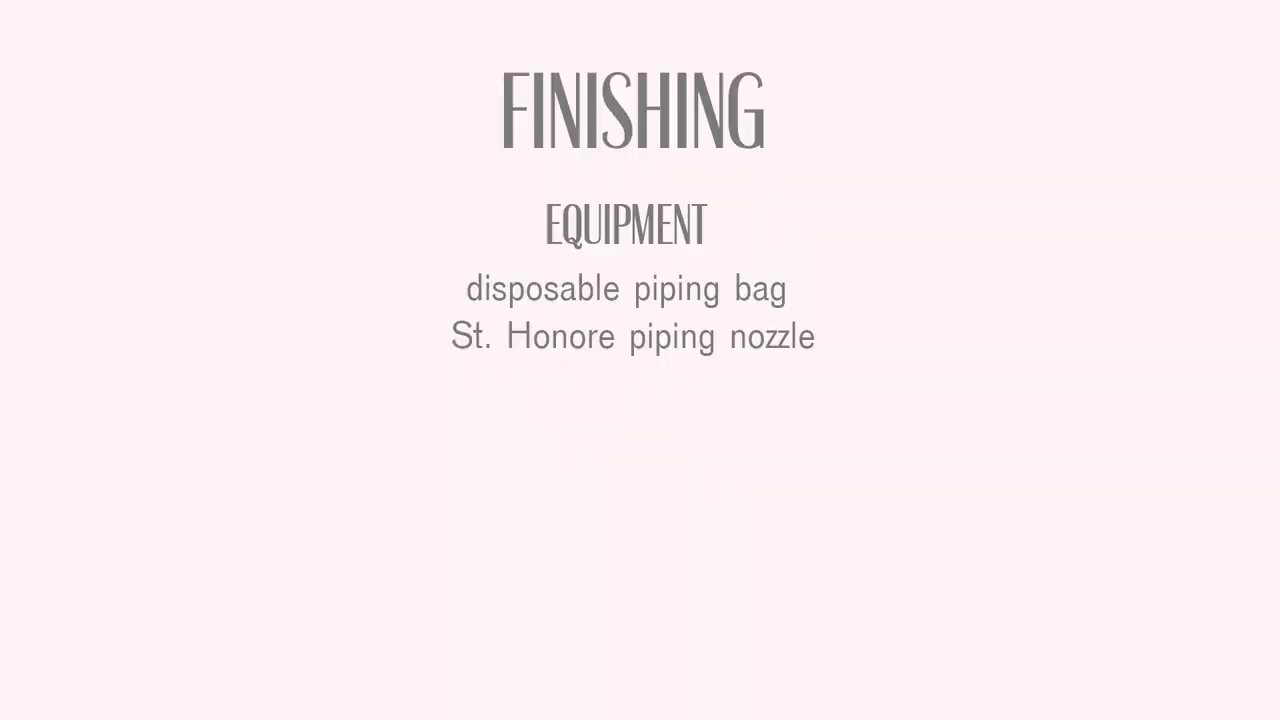 FINISHING
EQUIPMENT
disposable piping bag
St. Honore piping nozzle